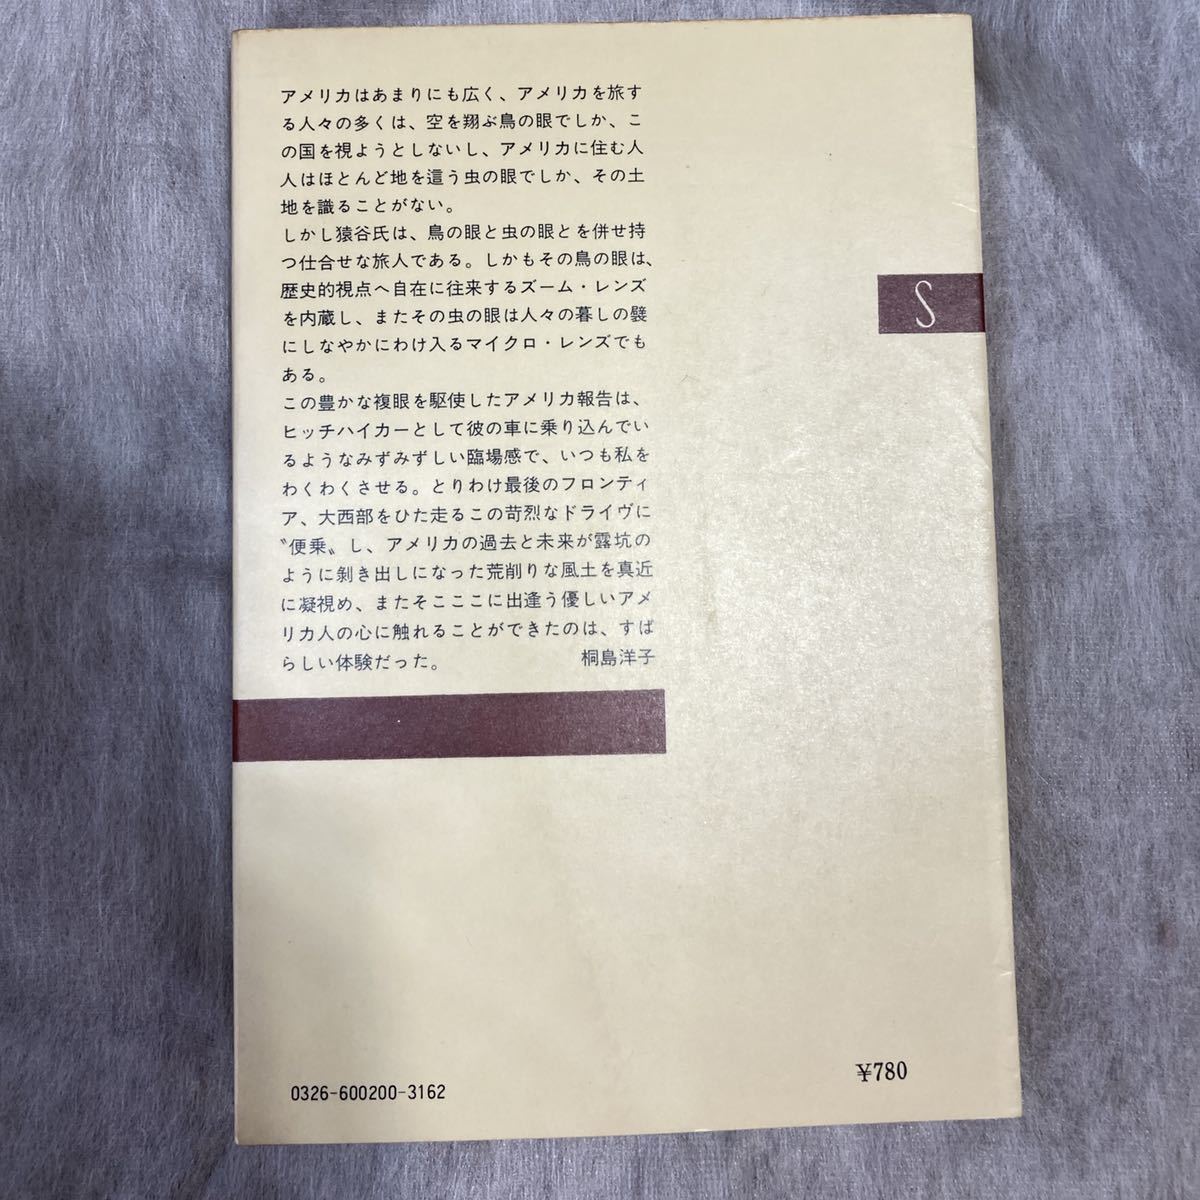 アメリカはあまりにも広く、アメリカを旅す
る人々の多くは、空を翔ぶ鳥の眼でしか、こ
の国を視ようとしないし、アメリカに住む人
人はほとんど地を這う虫の眼でしか、その土
地を識ることがない。
しかし猿谷氏は、鳥の眼と虫の眼とを併せ持
つ仕合せな旅人である。しかもその鳥の眼は、
歴史的視点へ自在に往来するズーム・レンズ
を内蔵し、またその虫の眼は人々の暮しの襞
にしなやかにわけ入るマイクロ・レンズでも
ある。
この豊かな複眼を駆使したアメリカ報告は、
ヒッチハイカーとして彼の車に乗り込んでい
るようなみずみずしい臨場感で、いつも私を
わくわくさせる。とりわけ最後のフロンティ
ア、大西部をひた走るこの苛烈なドライヴに
〝便乗〟し、アメリカの過去と未来が露坑の
ように剝き出しになった荒削りな風土を真近
に凝視め、またそこここに出逢う優しいアメ
リカ人の心に触れることができたのは、すば
らしい体験だった。 桐島洋子
S
0326-600200-3162
¥780